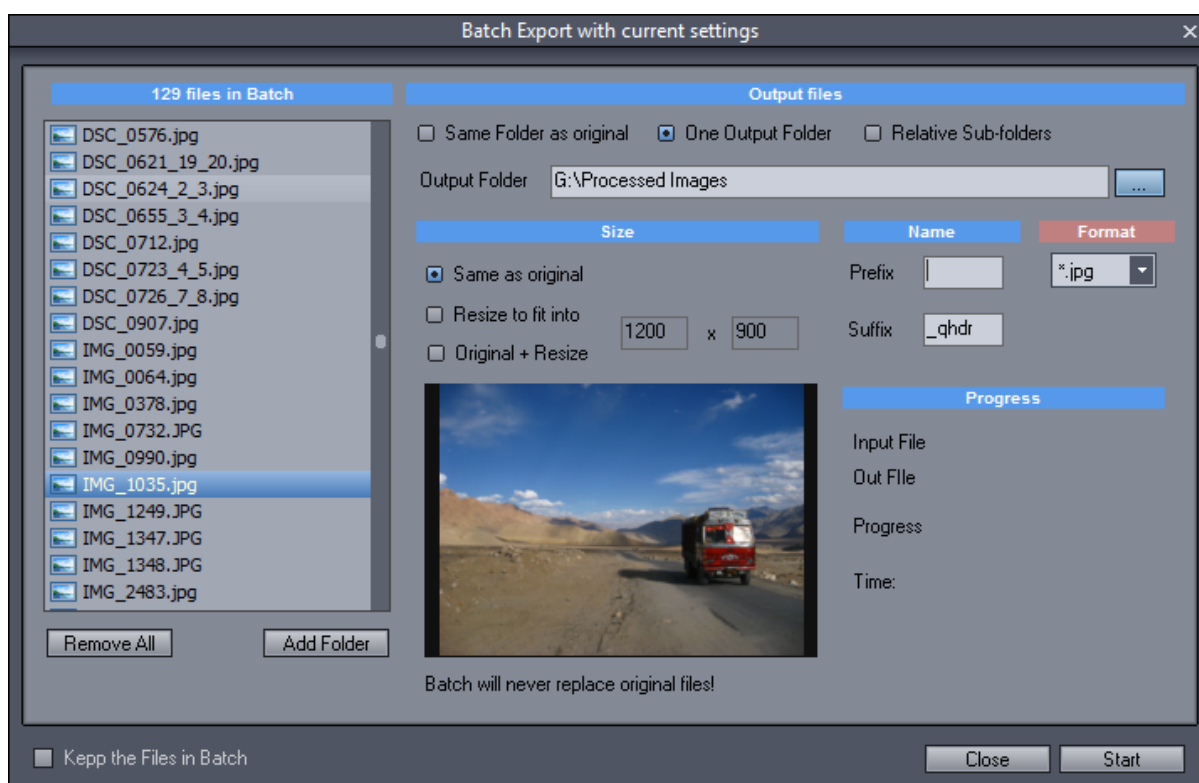 Batch Export with current settings
129 files in Batch
DSC_0576.jpg
DSC_0621_19_20.jpg
DSC_0624_2_3.jpg
DSC_0655_3_4.jpg
DSC_0712.jpg
DSC_0723_4_5.jpg
DSC_0726_7_8.jpg
DSC_0907.jpg
IMG_0059.jpg
IMG_0064.jpg
IMG_0378.jpg
IMG_0732.JPG
IMG_0990.jpg
IMG_1035.jpg
IMG_1249.JPG
IMG_1347.JPG
IMG_1348.JPG
IMG_2483.jpg
Remove All
Add Folder
Output files
Same Folder as original
One Output Folder
Relative Sub-folders
Output Folder
G:\Processed Images
...
Size
Same as original
Resize to fit into
Original + Resize
1200 x 900
Name
Prefix
Suffix
_qhdr
Format
*.jpg
Progress
Input File
Out FIle
Progress
Time:
Batch will never replace original files!
Kepp the Files in Batch
Close
Start